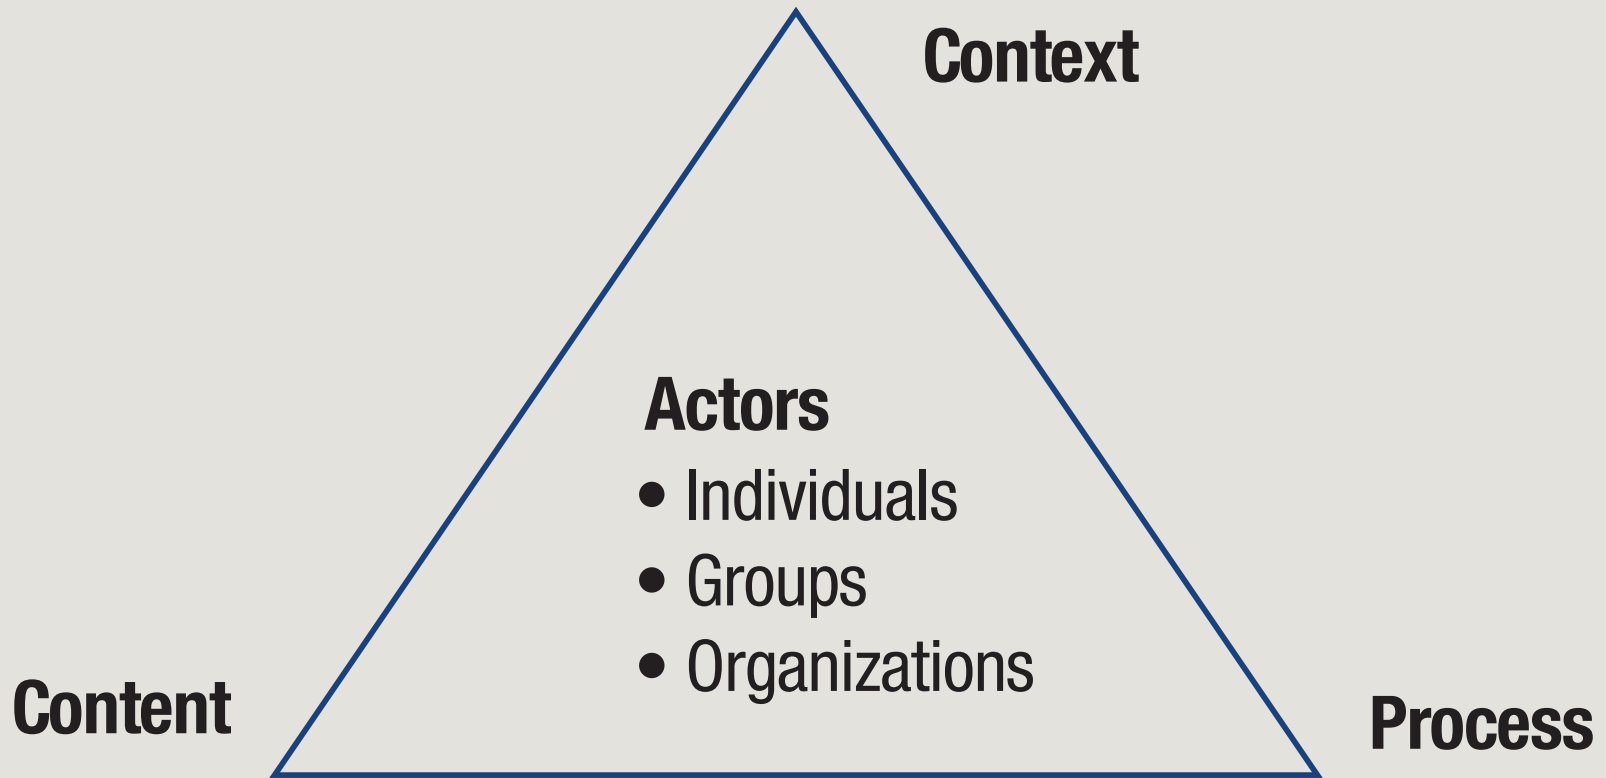 Context
Actors
• Individuals
• Groups
• Organizations
Content
Process